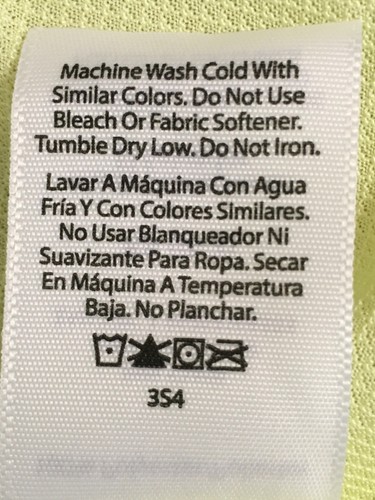 Machine Wash Cold With
Similar Colors. Do Not Use
Bleach Or Fabric Softener.
Tumble Dry Low. Do Not Iron.
Lavar A Máquina Con Agua
Fría Y Con Colores Similares.
No Usar Blanqueador Ni
Suavizante Para Ropa. Secar
En Máquina A Temperatura
Baja. No Planchar.
3S4